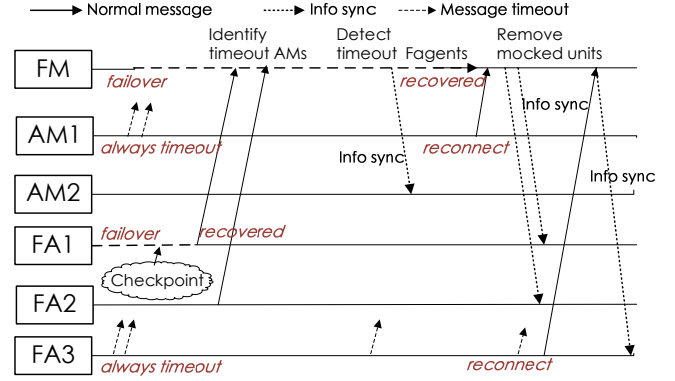 Normal message
Info sync
Message timeout
Identify
timeout AMs
Detect
timeout Fagents
Remove
mocked units
FM
failover
recovered
Info sync
AM1
always timeout
reconnect
Info sync
Info sync
AM2
FA1
failover
recovered
Checkpoint
FA2
FA3
always timeout
reconnect